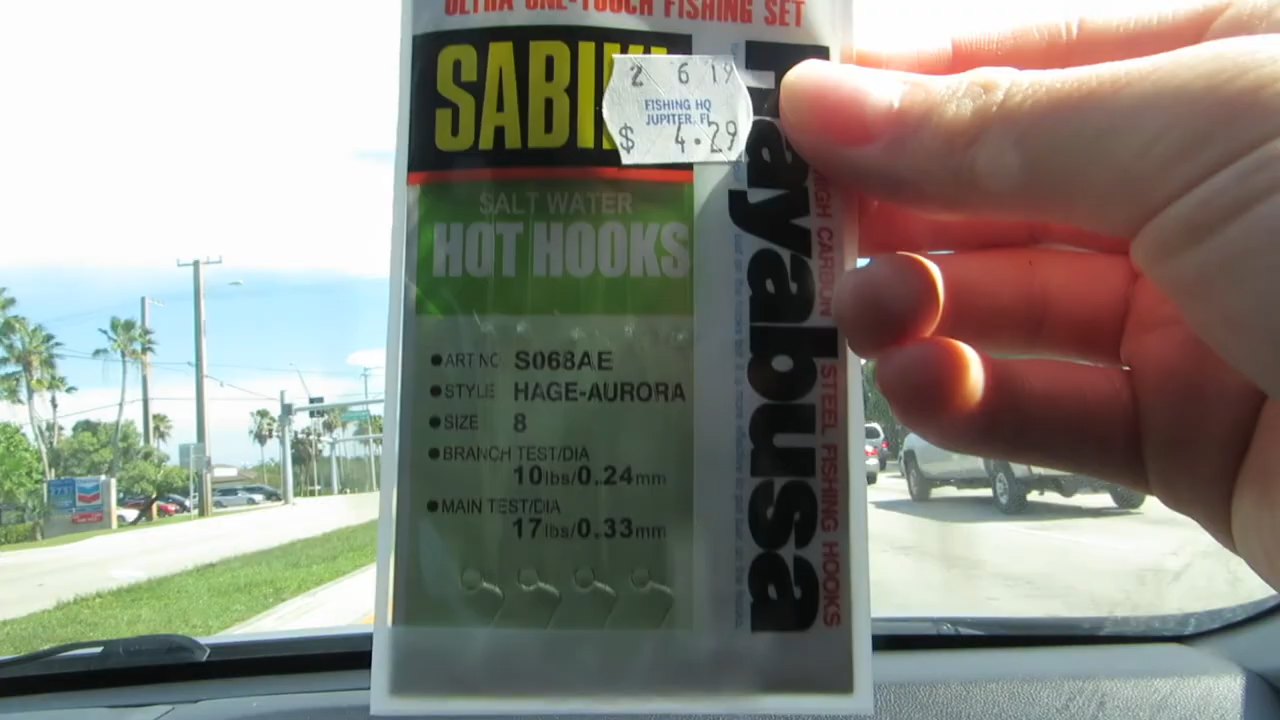 ULTRA ONE-TOUCH FISHING SET
SABIKI
2 6 19
FISHING HQ
JUPITER, FL
$ 4.29
SALT WATER
HOT HOOKS
ART NO S068AE
STYLE HAGE-AURORA
SIZE 8
BRANCH TEST/DIA
10lbs/0.24mm
MAIN TEST/DIA
17lbs/0.33mm
Hayabusa
HIGH CARBON STEEL FISHING HOOKS